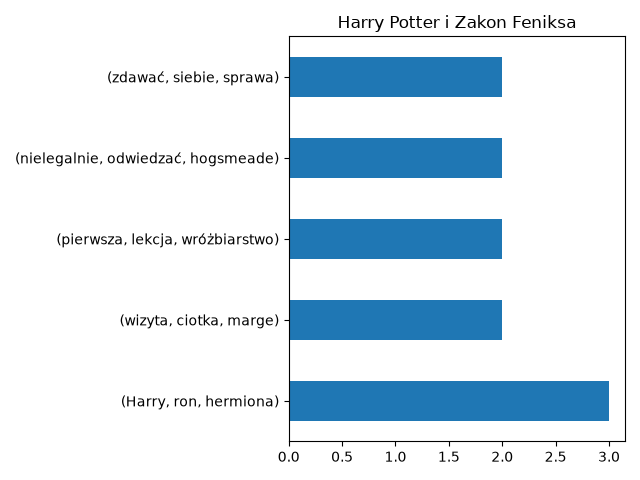 Harry Potter i Zakon Feniksa
(zdawać, siebie, sprawa)
(nielegalnie, odwiedzać, hogsmeade)
(pierwsza, lekcja, wróżbiarstwo)
(wizyta, ciotka, marge)
(Harry, ron, hermiona)
0.0 0.5 1.0 1.5 2.0 2.5 3.0